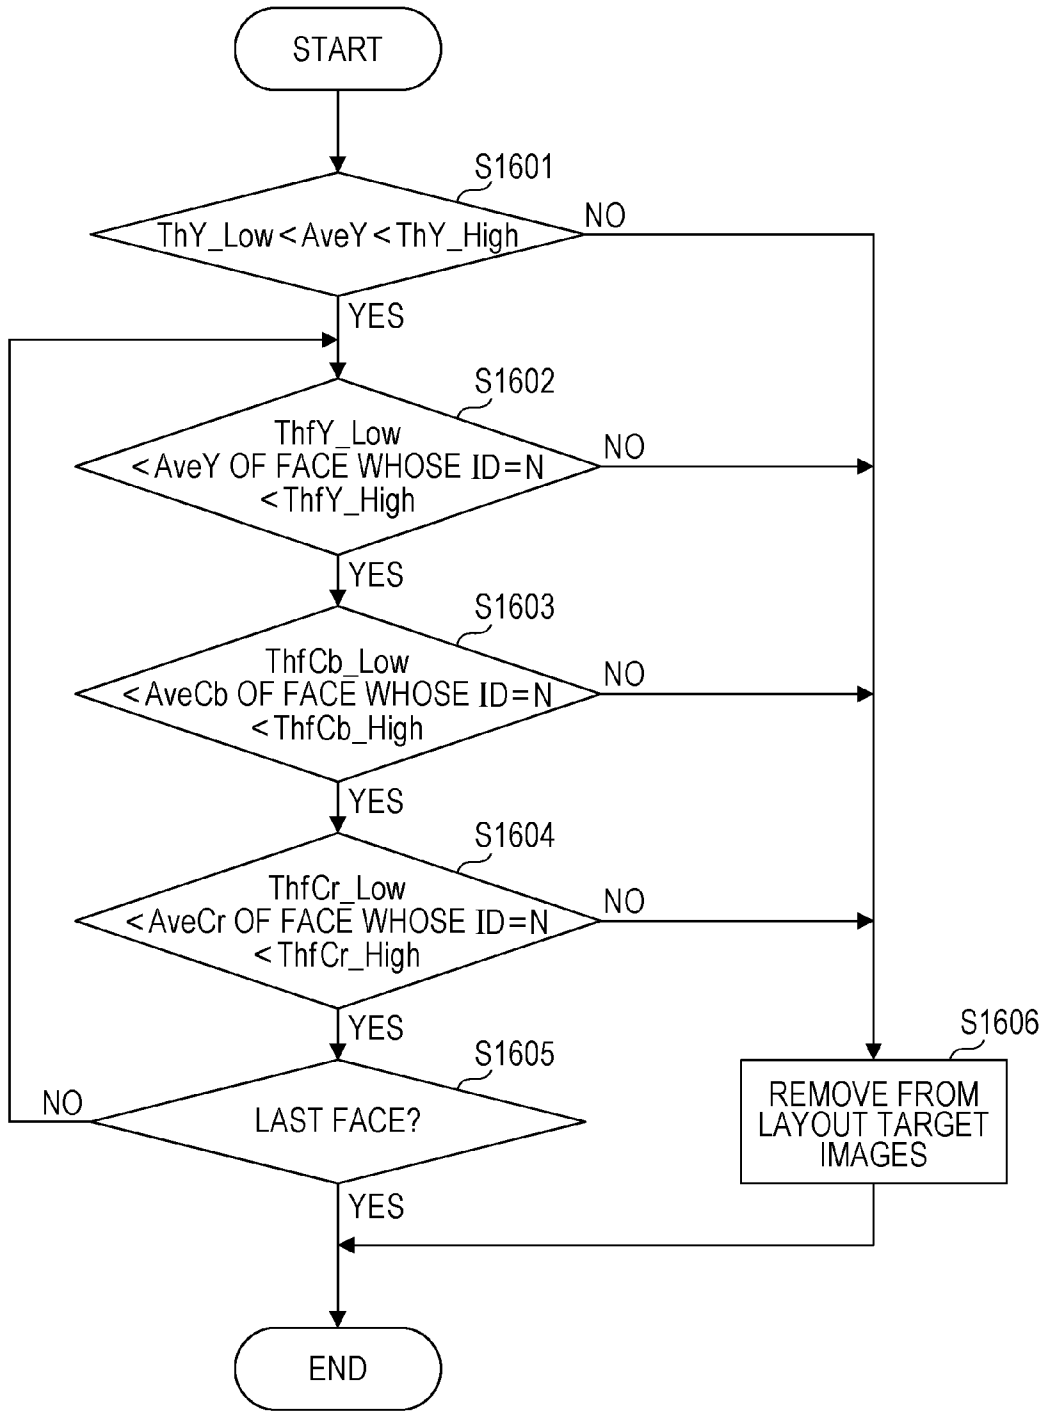 START
S1601
ThY_Low<AveY<ThY_High
NO
YES
S1602
ThfY_Low
<AveY OF FACE WHOSE ID=N
<ThfY_High
NO
YES
S1603
ThfCb_Low
<AveCb OF FACE WHOSE ID=N
<ThfCb_High
NO
YES
S1604
ThfCr_Low
<AveCr OF FACE WHOSE ID=N
<ThfCr_High
NO
YES
S1605
LAST FACE?
NO
YES
S1606
REMOVE FROM
LAYOUT TARGET
IMAGES
END